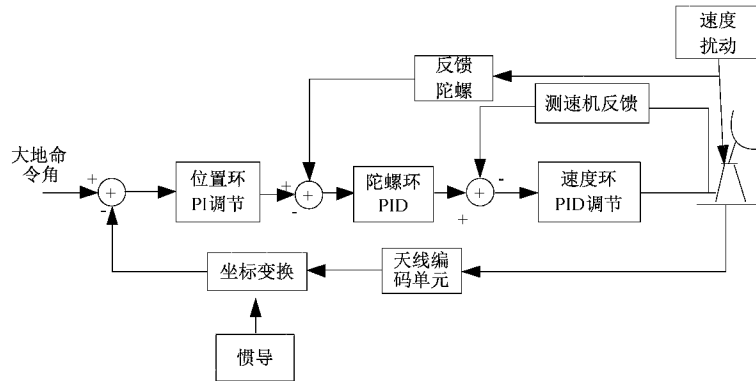 速度
扰动
反馈
陀螺
测速机反馈
大地命
令角
+
-
位置环
PI调节
+
-
陀螺环
PID
-
+
速度环
PID调节
坐标变换
天线编
码单元
惯导